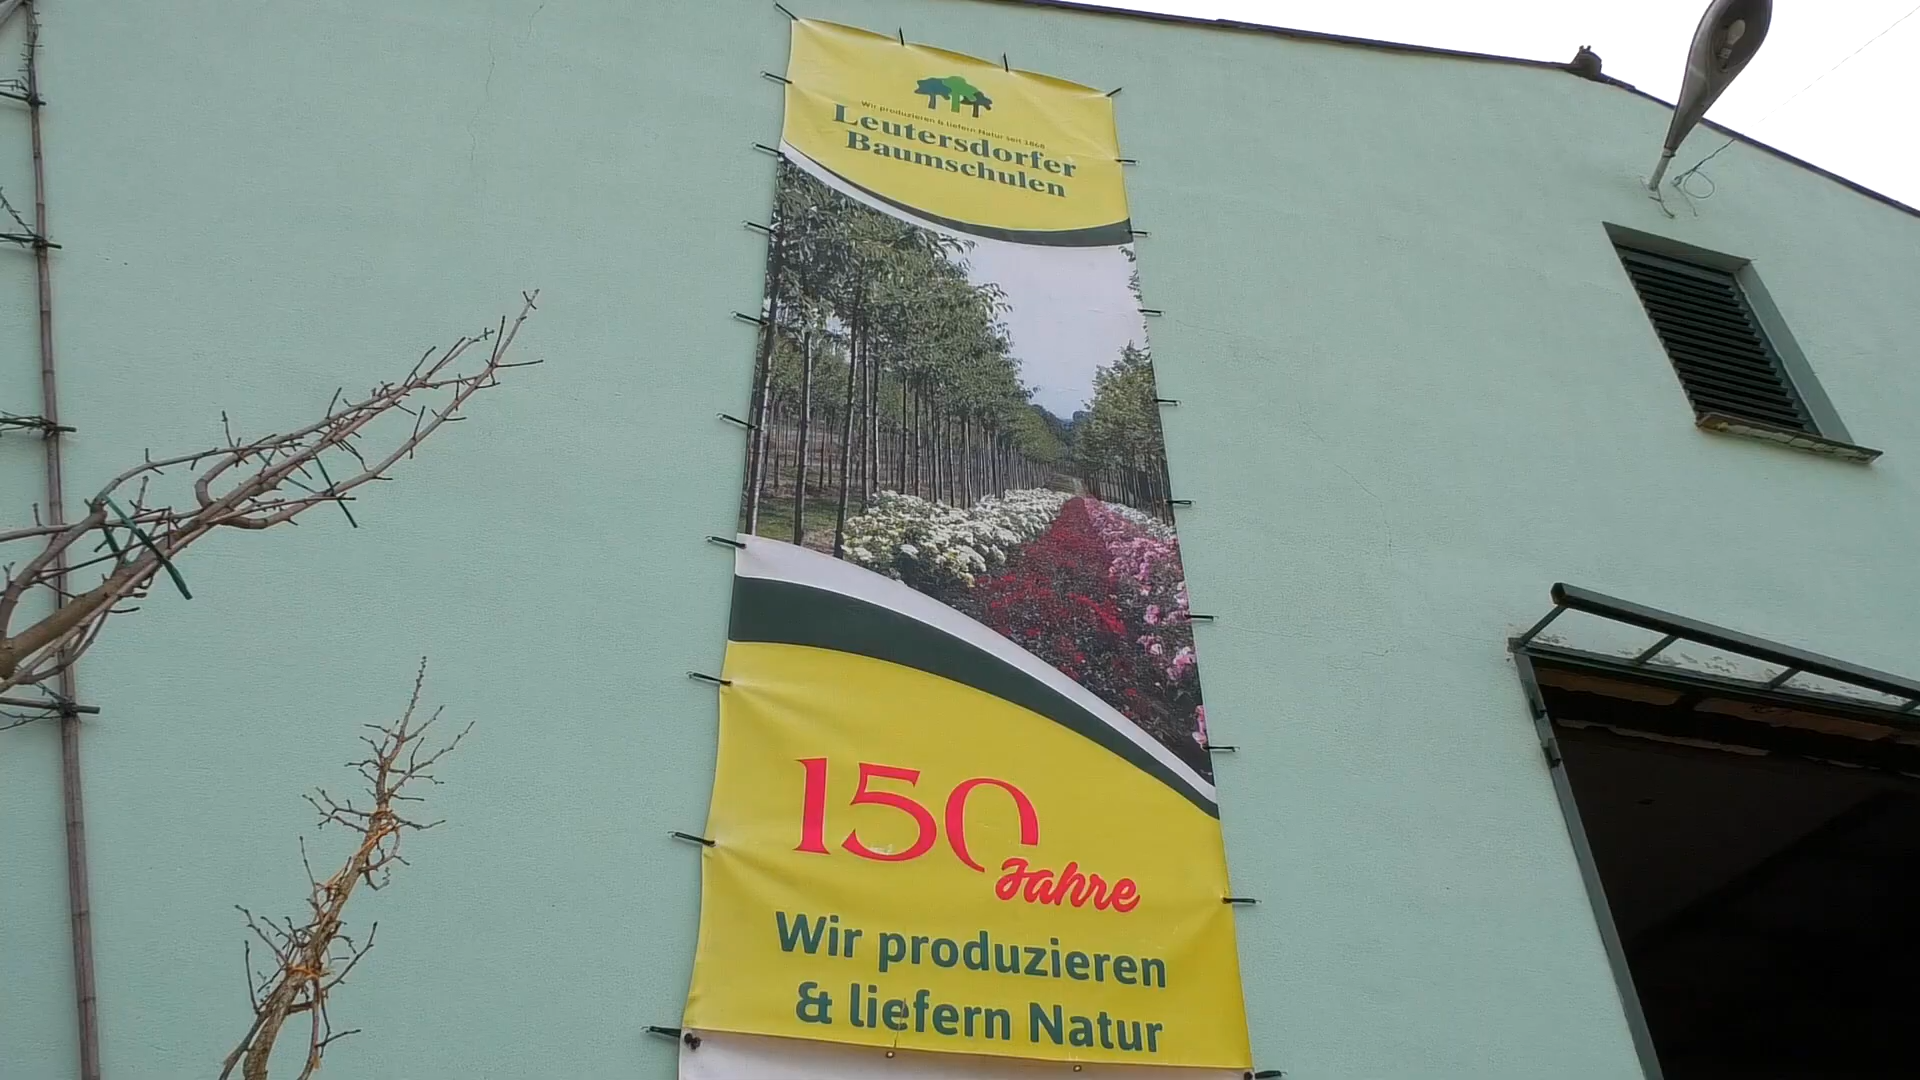 Wir produzieren & liefern Natur seit 1868
Leutersdorfer
Baumschulen
150
Jahre
Wir produzieren
& liefern Natur